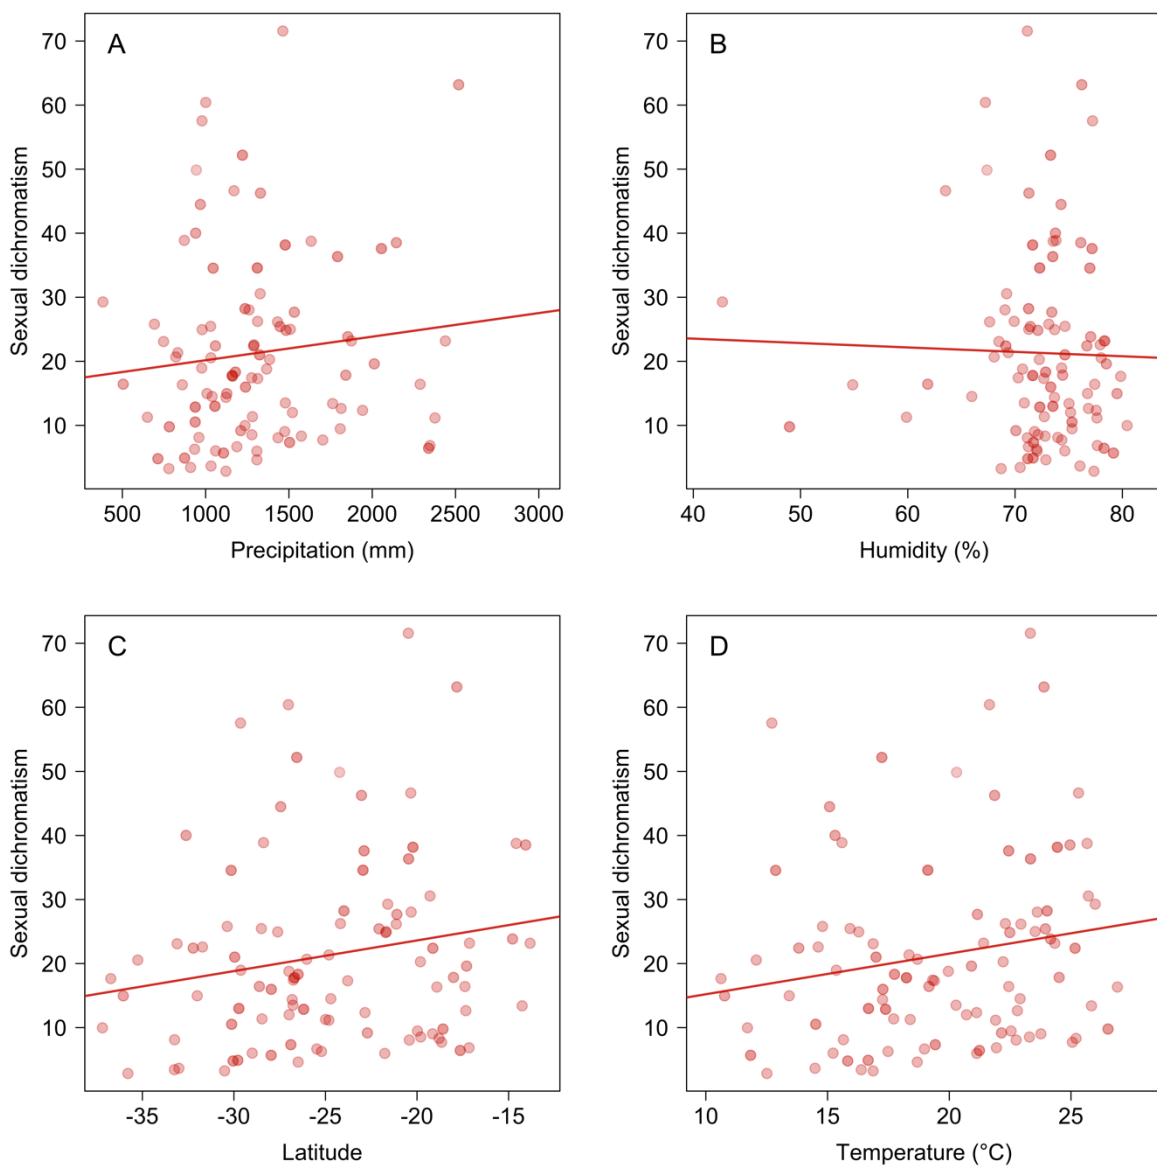 A
Sexual dichromatism
70
60
50
40
30
20
10
500 1000 1500 2000 2500 3000
Precipitation (mm)
B
Sexual dichromatism
70
60
50
40
30
20
10
40 50 60 70 80
Humidity (%)
C
Sexual dichromatism
70
60
50
40
30
20
10
-35 -30 -25 -20 -15
Latitude
D
Sexual dichromatism
70
60
50
40
30
20
10
10 15 20 25
Temperature (°C)